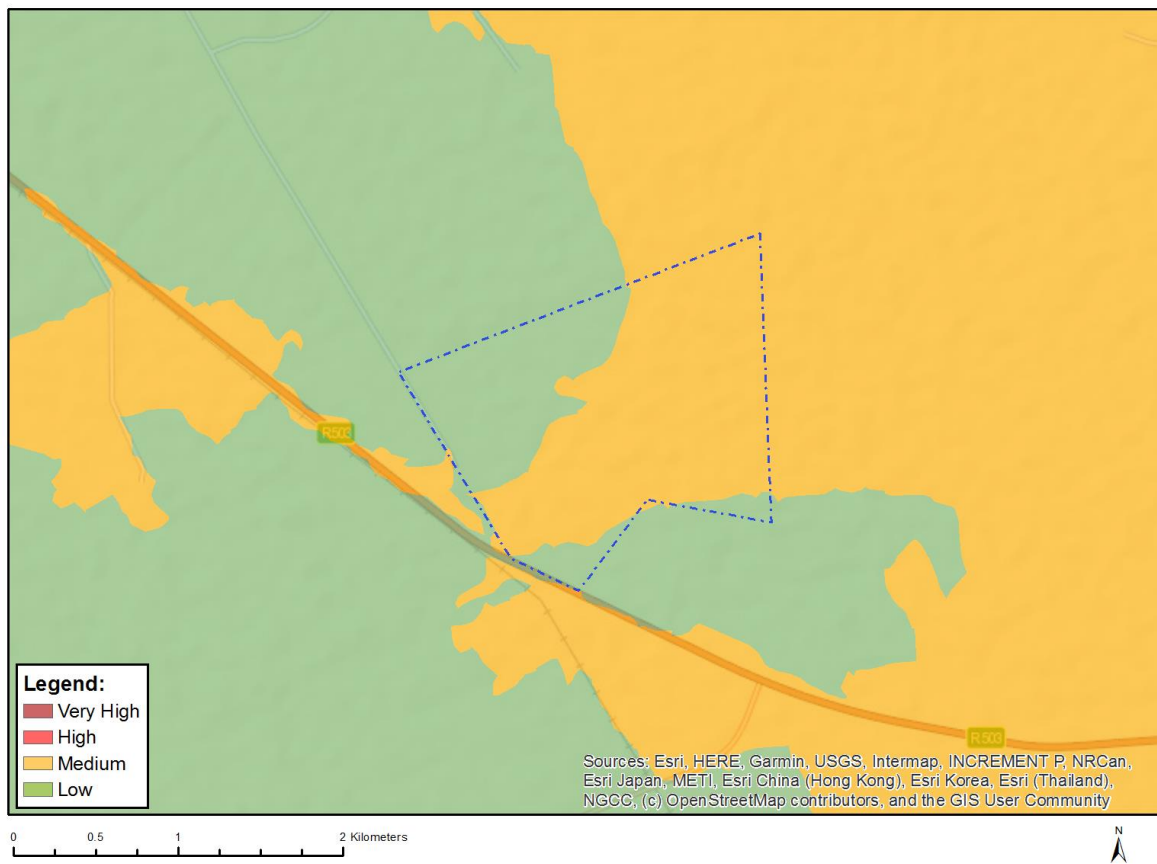 R503
R503
Legend:
Very High
High
Medium
Low
Sources: Esri, HERE, Garmin, USGS, Intermap, INCREMENT P, NRCan,
Esri Japan, METI, Esri China (Hong Kong), Esri Korea, Esri (Thailand),
NGCC, (c) OpenStreetMap contributors, and the GIS User Community
0 0.5 1 2 Kilometers
N